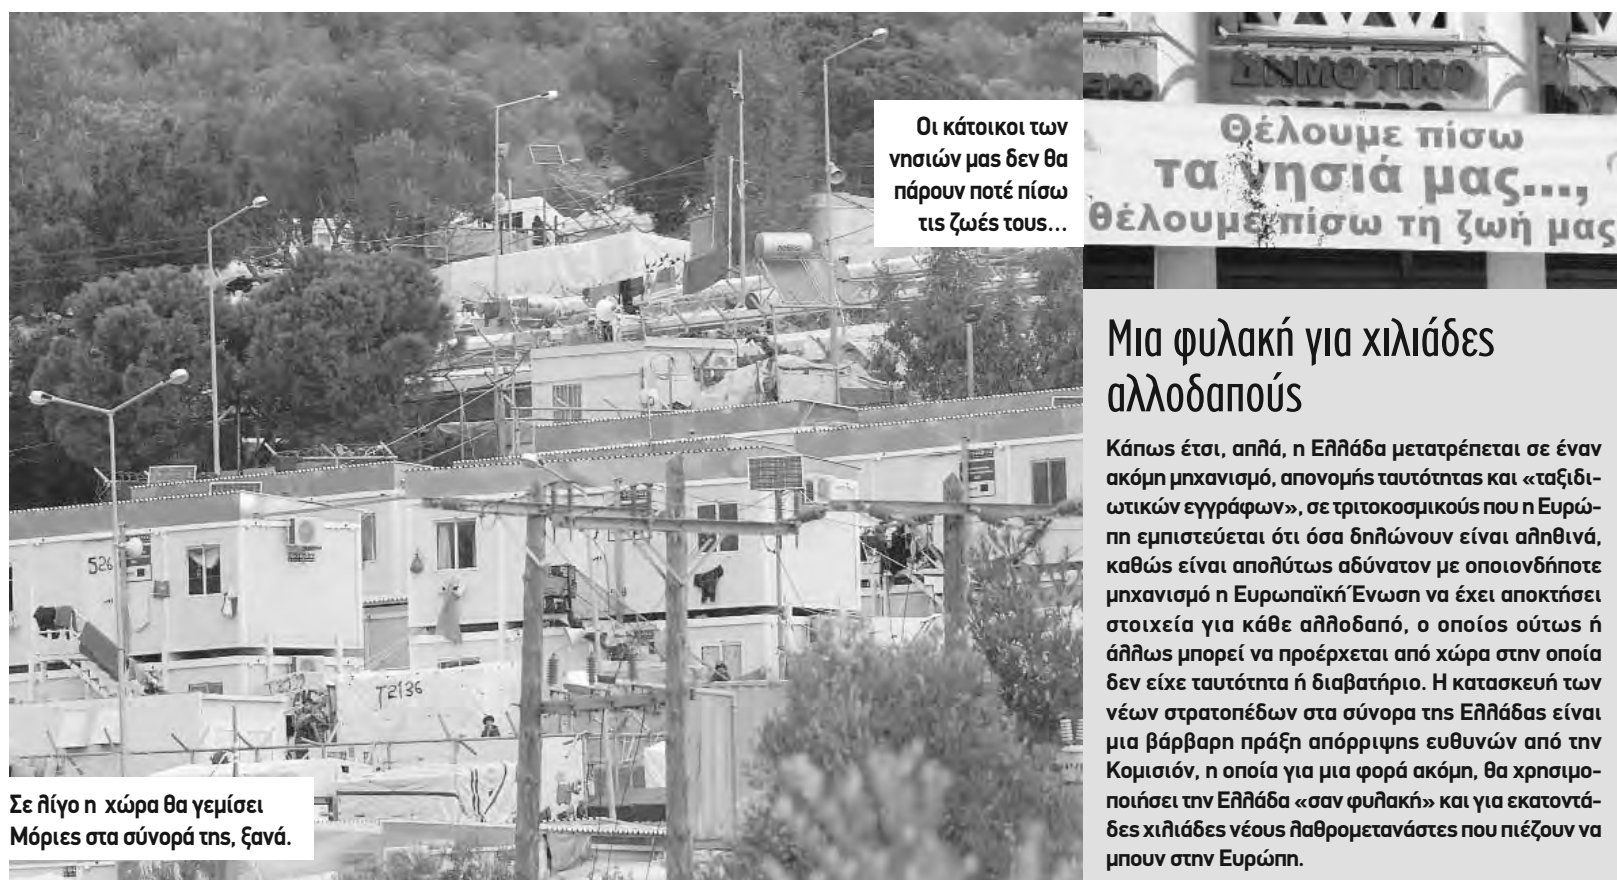 Οι κάτοικοι των
νησιών μας δεν θα
πάρουν ποτέ πίσω
τις ζωές τους...
ΔΗΜΟΤΙΚΟ
Θέλουμε πίσω
τα νησιά μας...,
θέλουμε πίσω τη ζωή μας
Μια φυλακή για χιλιάδες
αλλοδαπούς
Κάπως έτσι, απλά, η Ελλάδα μετατρέπεται σε έναν
ακόμη μηχανισμό, απονομής ταυτότητας και «ταξιδι-
ωτικών εγγράφων», σε τριτοκοσμικούς που η Ευρώ-
πη εμπιστεύεται ότι όσα δηλώνουν είναι αληθινά,
καθώς είναι απολύτως αδύνατον με οποιονδήποτε
μηχανισμό η Ευρωπαϊκή Ένωση να έχει αποκτήσει
στοιχεία για κάθε αλλοδαπό, ο οποίος ούτως ή
άλλως μπορεί να προέρχεται από χώρα στην οποία
δεν είχε ταυτότητα ή διαβατήριο. Η κατασκευή των
νέων στρατοπέδων στα σύνορα της Ελλάδας είναι
μια βάρβαρη πράξη απόρριψης ευθυνών από την
Κομισιόν, η οποία για μια φορά ακόμη, θα χρησιμο-
ποιήσει την Ελλάδα «σαν φυλακή» και για εκατοντά-
δες χιλιάδες νέους λαθρομετανάστες που πιέζουν να
μπουν στην Ευρώπη.
526
T2136
Σε λίγο η χώρα θα γεμίσει
Μόριες στα σύνορά της, ξανά.